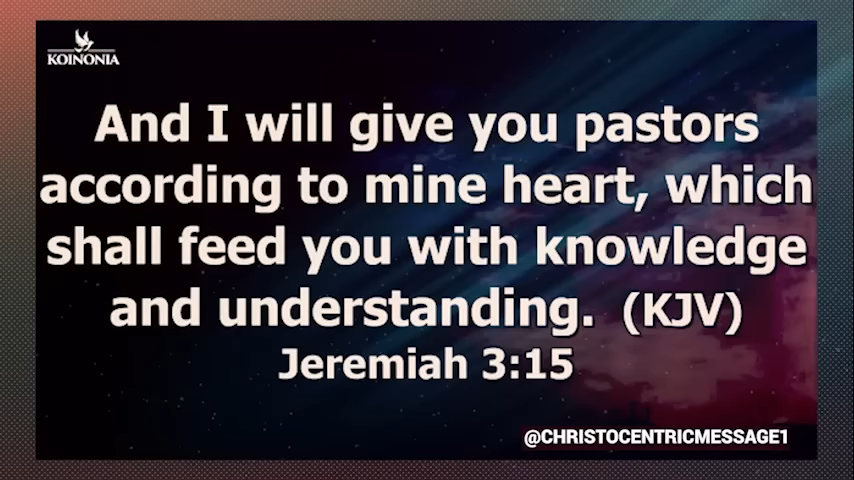 KOINONIA
And I will give you pastors
according to mine heart, which
shall feed you with knowledge
and understanding. (KJV)
Jeremiah 3:15
@CHRISTOCENTRICMESSAGE1